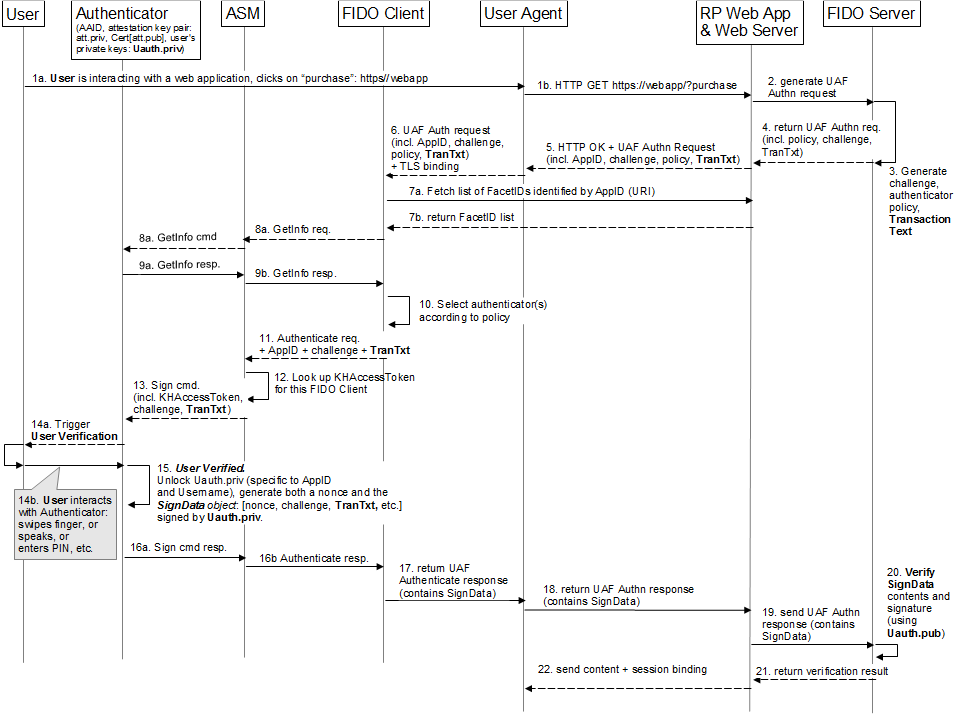 User
Authenticator
(AAID, attestation key pair:
att.priv, Cert[att.pub], user's
private keys: Uauth.priv)
ASM
FIDO Client
User Agent
RP Web App
& Web Server
FIDO Server
1a. User is interacting with a web application, clicks on “purchase”: https//webapp
1b. HTTP GET https://webapp/?purchase
2. generate UAF
Authn request
3. Generate
challenge,
authenticator
policy,
Transaction
Text
4. return UAF Authn req.
(incl. policy, challenge,
TranTxt)
5. HTTP OK + UAF Authn Request
(incl. AppID, challenge, policy, TranTxt)
6. UAF Auth request
(incl. AppID, challenge,
policy, TranTxt)
+ TLS binding
7a. Fetch list of FacetIDs identified by AppID (URI)
7b. return FacetID list
8a. GetInfo req.
8a. GetInfo cmd
9a. GetInfo resp.
9b. GetInfo resp.
10. Select authenticator(s)
according to policy
11. Authenticate req.
+ AppID + challenge + TranTxt
12. Look up KHAccessToken
for this FIDO Client
13. Sign cmd.
(incl. KHAccessToken,
challenge, TranTxt)
14a. Trigger
User Verification
14b. User interacts
with Authenticator:
swipes finger, or
speaks, or
enters PIN, etc.
15. User Verified.
Unlock Uauth.priv (specific to AppID
and Username), generate both a nonce and the
SignData object: [nonce, challenge, TranTxt, etc.]
signed by Uauth.priv.
16a. Sign cmd resp.
16b Authenticate resp.
17. return UAF
Authenticate response
(contains SignData)
18. return UAF Authn response
(contains SignData)
19. send UAF Authn
response (contains
SignData)
20. Verify
SignData
contents and
signature
(using
Uauth.pub)
21. return verification result
22. send content + session binding